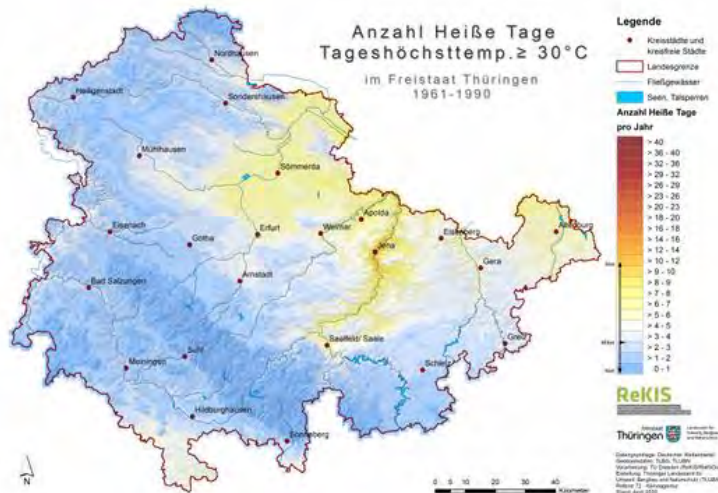 Anzahl Heiße Tage
Tageshöchsttemp.≥ 30°C
im Freistaat Thüringen
1961-1990
Legende
Kreisstädte und
kreisfreie Städte
Landesgrenze
Fließgewässer
Seen, Talsperren
Anzahl Heiße Tage
pro Jahr
> 40
> 36 - 40
> 32 - 36
> 29 - 32
> 26 - 29
> 23 - 26
> 20 - 23
> 18 - 20
> 16 - 18
> 14 - 16
> 12 - 14
> 10 - 12
> 9 - 10
> 8 - 9
> 7 - 8
> 6 - 7
> 5 - 6
> 4 - 5
> 3 - 4
> 2 - 3
> 1 - 2
0 - 1
Nordhausen
Heiligenstadt
Sondershausen
Mühlhausen
Sömmerda
Apolda
Eisenach
Gotha
Erfurt
Weimar
Jena
Eisenberg
Altenburg
Gera
Bad Salzungen
Arnstadt
Saalfeld/ Saale
Greiz
Suhl
Meiningen
Schleiz
Hildburghausen
Sonneberg
ReKIS
Freistaat
Thüringen
N
0 5 10 20 30 40
Kilometer